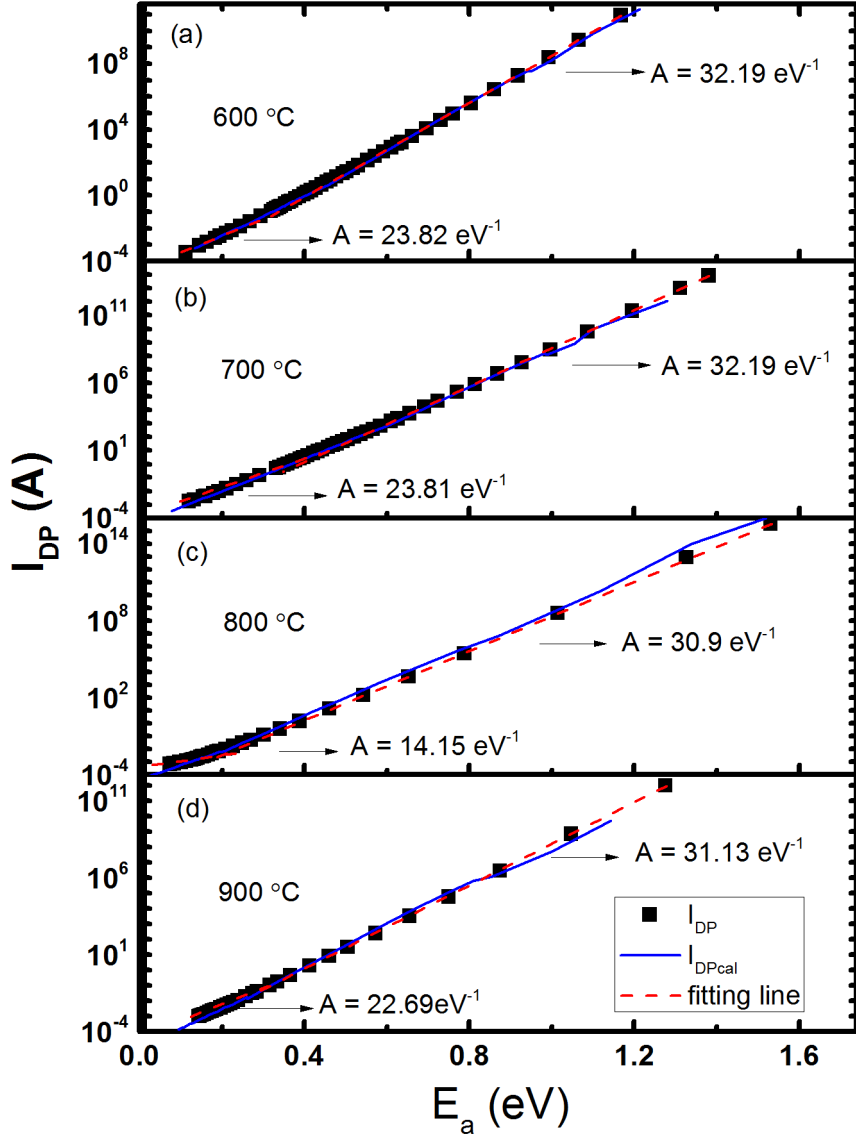 (a)
10⁸
10⁴
10⁰
10⁻⁴
600 °C
A = 32.19 eV⁻¹
A = 23.82 eV⁻¹
(b)
10¹¹
10⁶
10¹
10⁻⁴
700 °C
A = 32.19 eV⁻¹
A = 23.81 eV⁻¹
I_DP (A)
(c)
10¹⁴
10⁸
10²
10⁻⁴
800 °C
A = 30.9 eV⁻¹
A = 14.15 eV⁻¹
(d)
10¹¹
10⁶
10¹
10⁻⁴
900 °C
A = 31.13 eV⁻¹
A = 22.69eV⁻¹
I_DP
I_DPcal
fitting line
0.0 0.4 0.8 1.2 1.6
E_a (eV)